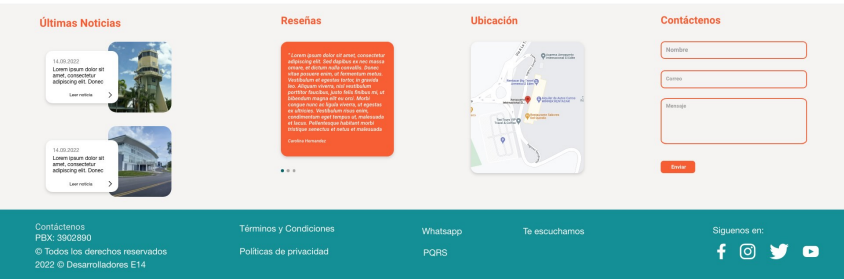 Últimas Noticias
14.09.2022
Lorem ipsum dolor sit
amet, consectetur
adipiscing elit. Donec
Leer noticia
14.09.2022
Lorem ipsum dolor sit
amet, consectetur
adipiscing elit. Donec
Leer noticia
Reseñas
"Lorem ipsum dolor sit amet, consectetur
adipiscing elit. Sed dapibus ex nec massa
ornare, et dictum nulla convallis. Donec
vitae posuere enim, ut fermentum metus.
Vestibulum et egestas tortor, in gravida
leo. Aliquam viverra, nisl vestibulum
porttitor faucibus, justo felis finibus mi, ut
bibendum magna elit eu orci. Morbi
congue nunc ac ligula viverra, ut egestas
ex ultricies. Vestibulum risus enim,
condimentum eget tempus ut, malesuada
et lacus. Pellentesque habitant morbi
tristique senectus et netus et malesuada
Carolina Hernandez
Ubicación
Contáctenos
Nombre
Correo
Mensaje
Enviar
Contáctenos
PBX: 3902890
© Todos los derechos reservados
2022 © Desarrolladores E14
Términos y Condiciones
Políticas de privacidad
Whatsapp
PQRS
Te escuchamos
Siguenos en: